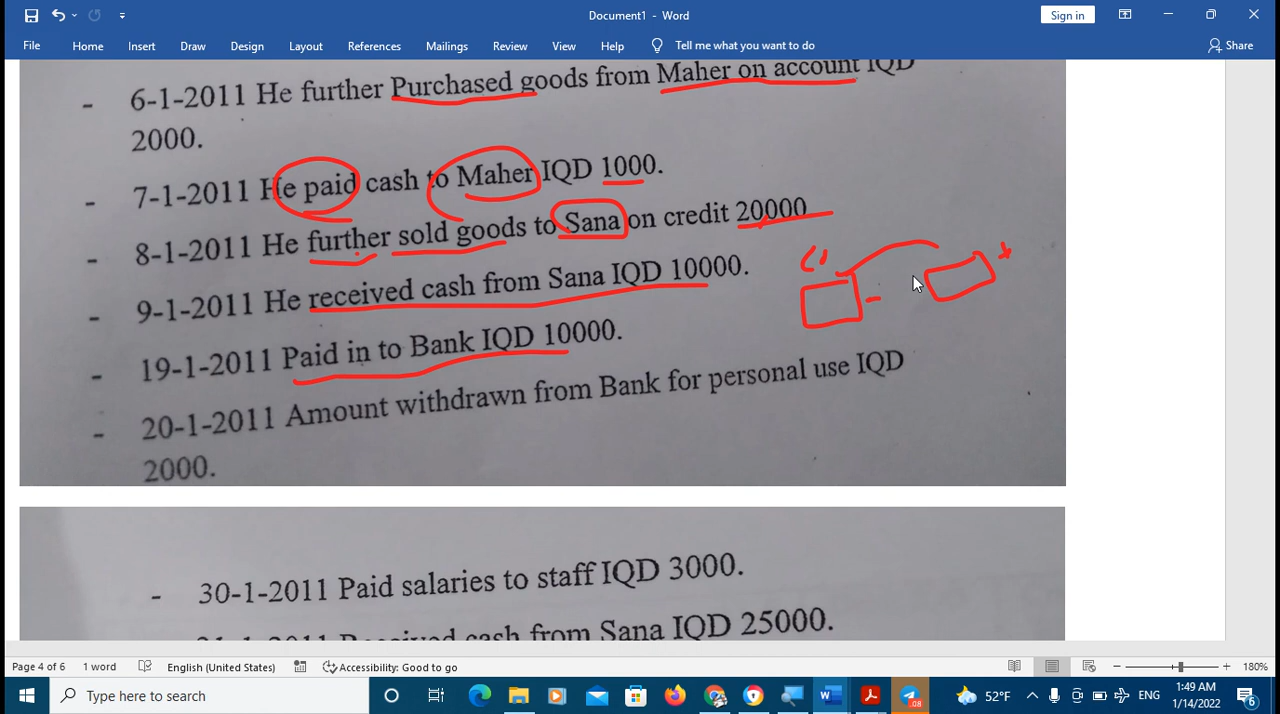 Document1 - Word
Sign in
File Home Insert Draw Design Layout References Mailings Review View Help Tell me what you want to do Share
- 6-1-2011 He further Purchased goods from Maher on account IQD
2000.
- 7-1-2011 He paid cash to Maher IQD 1000.
- 8-1-2011 He further sold goods to Sana on credit 20000
- 9-1-2011 He received cash from Sana IQD 10000.
- 19-1-2011 Paid in to Bank IQD 10000.
- 20-1-2011 Amount withdrawn from Bank for personal use IQD
2000.
- 30-1-2011 Paid salaries to staff IQD 3000.
Received cash from Sana IQD 25000.
Page 4 of 6 1 word English (United States) Accessibility: Good to go 180%
Type here to search 52°F ENG 1:49 AM
1/14/2022